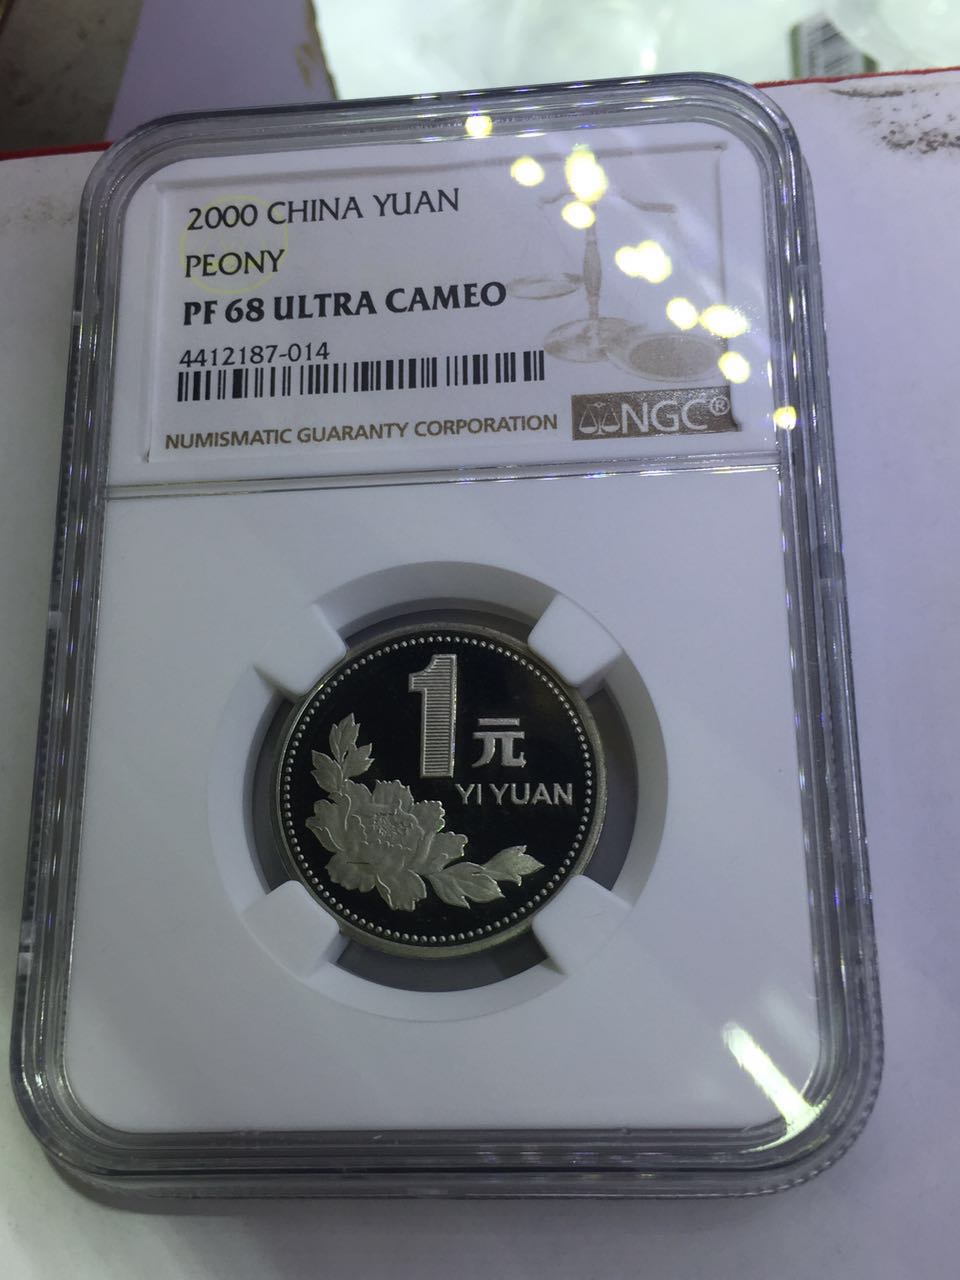 2000 CHINA YUAN
PEONY
PF 68 ULTRA CAMEO
4412187-014
NUMISMATIC GUARANTY CORPORATION
NGC®
1
元
YI YUAN